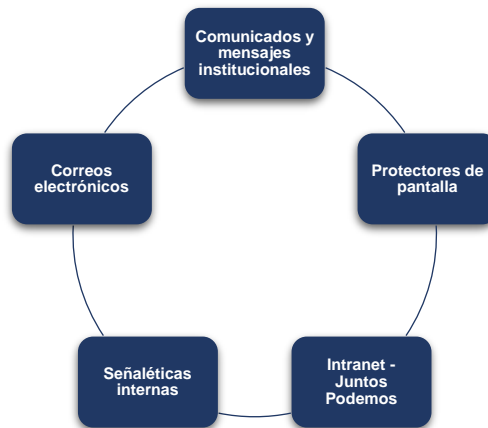 Comunicados y
mensajes
institucionales
Protectores de
pantalla
Intranet -
Juntos
Podemos
Señaléticas
internas
Correos
electrónicos